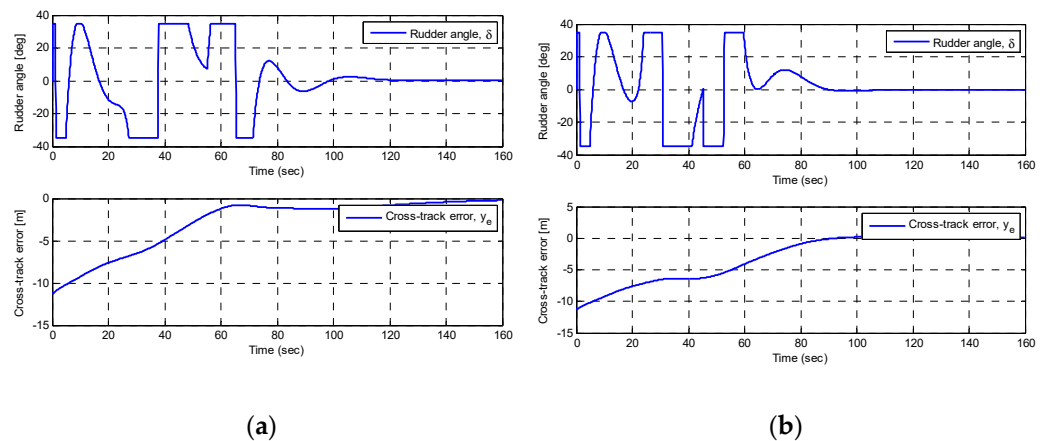 40
20
0
-20
-40
Rudder angle [deg]
Rudder angle, δ
0 20 40 60 80 100 120 140 160
Time (sec)
0
-5
-10
-15
Cross-track error [m]
Cross-track error, yₑ
0 20 40 60 80 100 120 140 160
Time (sec)
(a)
40
20
0
-20
-40
Rudder angle [deg]
Rudder angle, δ
0 20 40 60 80 100 120 140 160
Time (sec)
5
0
-5
-10
-15
Cross-track error [m]
Cross-track error, yₑ
0 20 40 60 80 100 120 140 160
Time (sec)
(b)